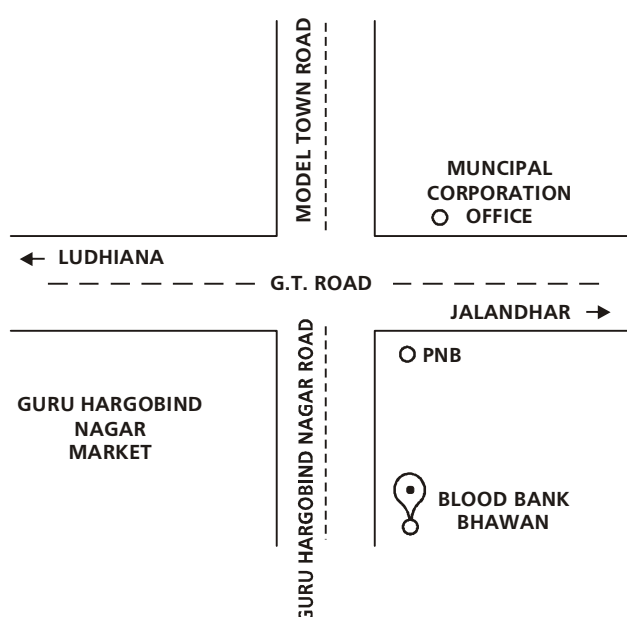 MODEL TOWN ROAD
MUNCIPAL
CORPORATION
OFFICE
LUDHIANA
G.T. ROAD
JALANDHAR
PNB
GURU HARGOBIND NAGAR ROAD
GURU HARGOBIND
NAGAR
MARKET
BLOOD BANK
BHAWAN